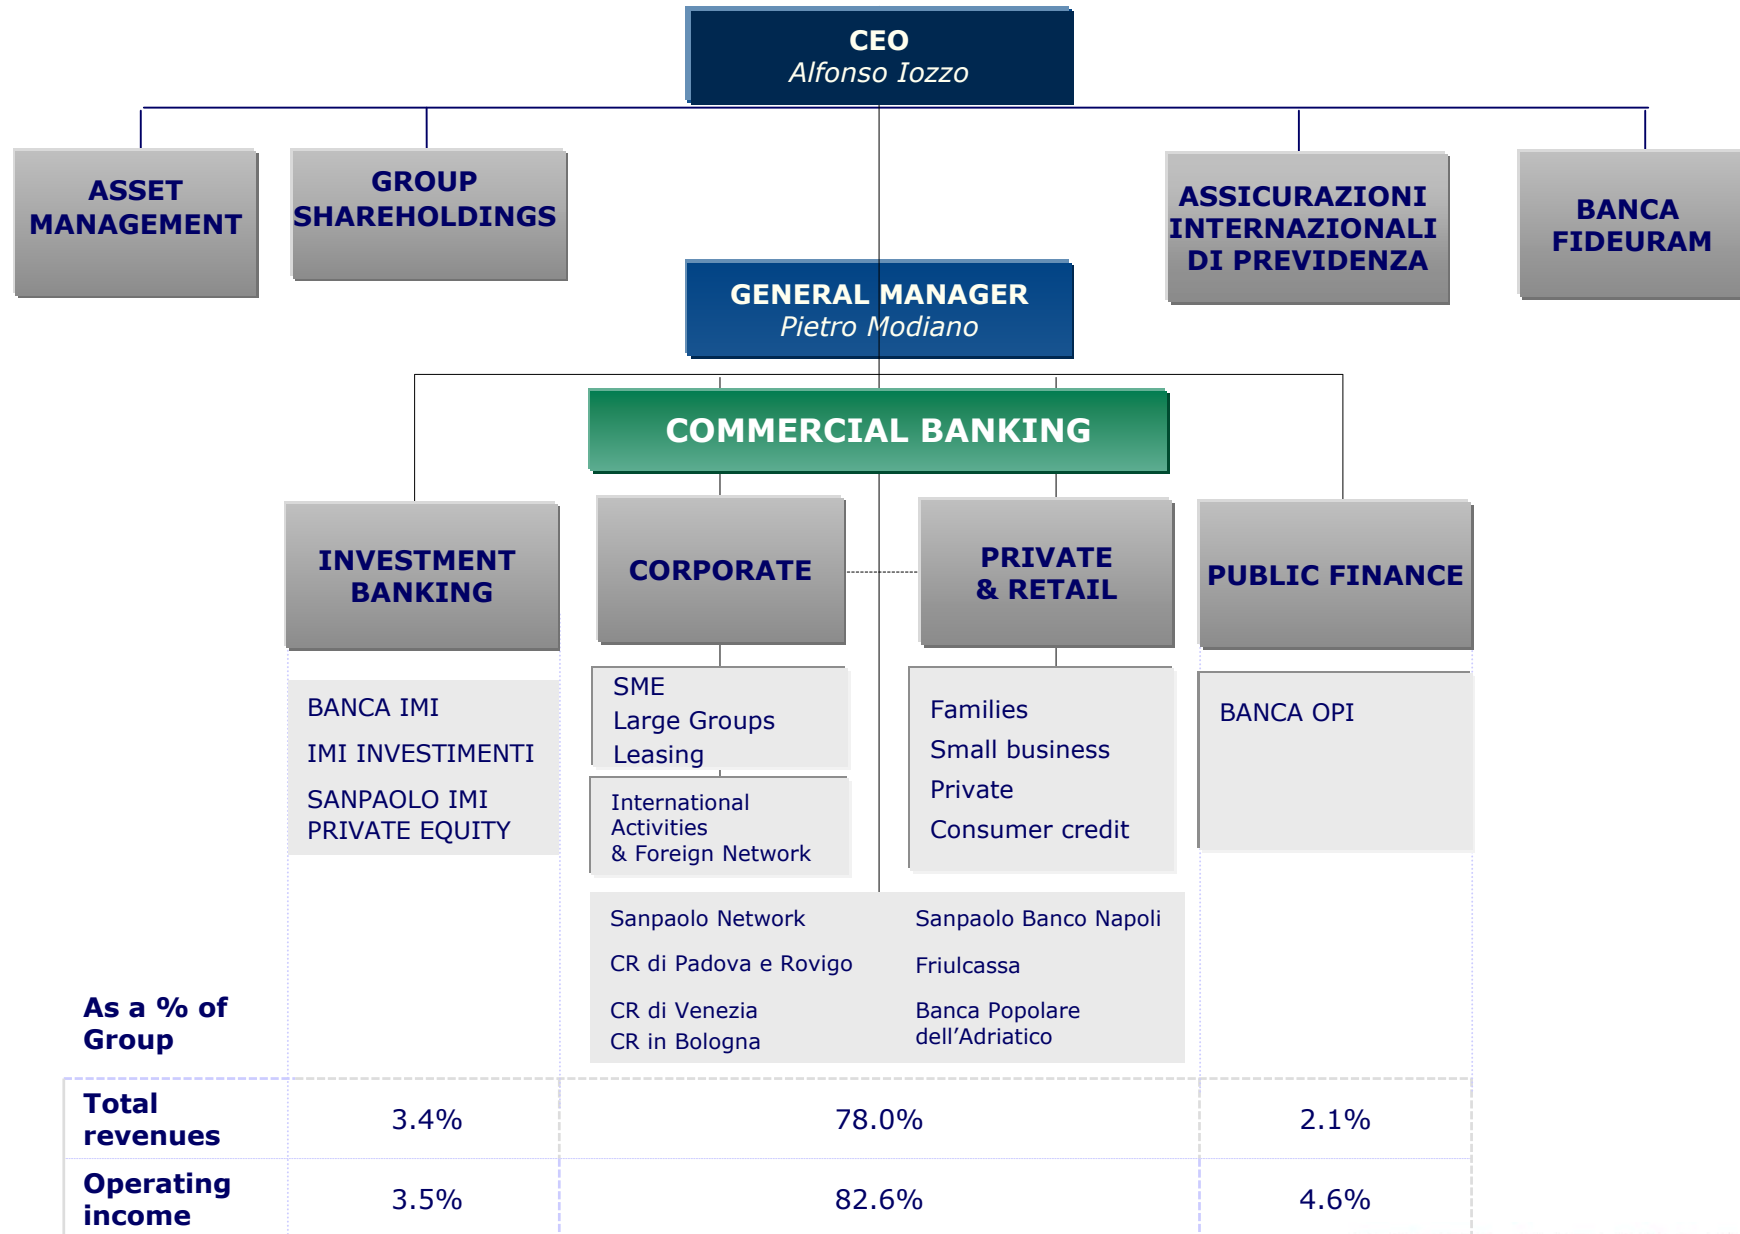 CEO
Alfonso Iozzo
ASSET
MANAGEMENT
GROUP
SHAREHOLDINGS
ASSICURAZIONI
INTERNAZIONALI
DI PREVIDENZA
BANCA
FIDEURAM
GENERAL MANAGER
Pietro Modiano
COMMERCIAL BANKING
INVESTMENT
BANKING
CORPORATE
PRIVATE
& RETAIL
PUBLIC FINANCE
BANCA IMI
IMI INVESTIMENTI
SANPAOLO IMI
PRIVATE EQUITY
SME
Large Groups
Leasing
International
Activities
& Foreign Network
Families
Small business
Private
Consumer credit
BANCA OPI
Sanpaolo Network
CR di Padova e Rovigo
CR di Venezia
CR in Bologna
Sanpaolo Banco Napoli
Friulcassa
Banca Popolare
dell’Adriatico
As a % of
Group
Total
revenues
3.4%
78.0%
2.1%
Operating
income
3.5%
82.6%
4.6%